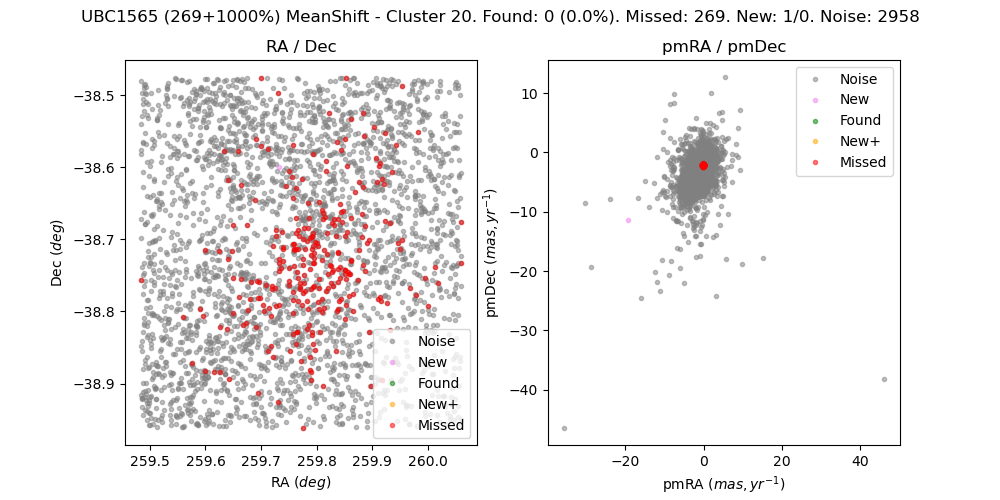 UBC1565 (269+1000%) MeanShift - Cluster 20. Found: 0 (0.0%). Missed: 269. New: 1/0. Noise: 2958
RA / Dec
pmRA / pmDec
Dec (deg)
−38.5
−38.6
−38.7
−38.8
−38.9
259.5 259.6 259.7 259.8 259.9 260.0
RA (deg)
Noise
New
Found
New+
Missed
pmDec (mas, yr⁻¹)
10
0
−10
−20
−30
−40
−20 0 20 40
pmRA (mas, yr⁻¹)
Noise
New
Found
New+
Missed